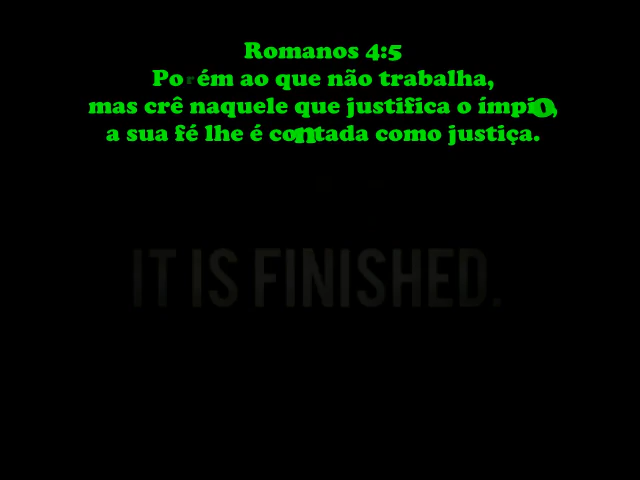 Romanos 4:5
Porém ao que não trabalha,
mas crê naquele que justifica o ímpio,
a sua fé lhe é contada como justiça.
IT IS FINISHED.